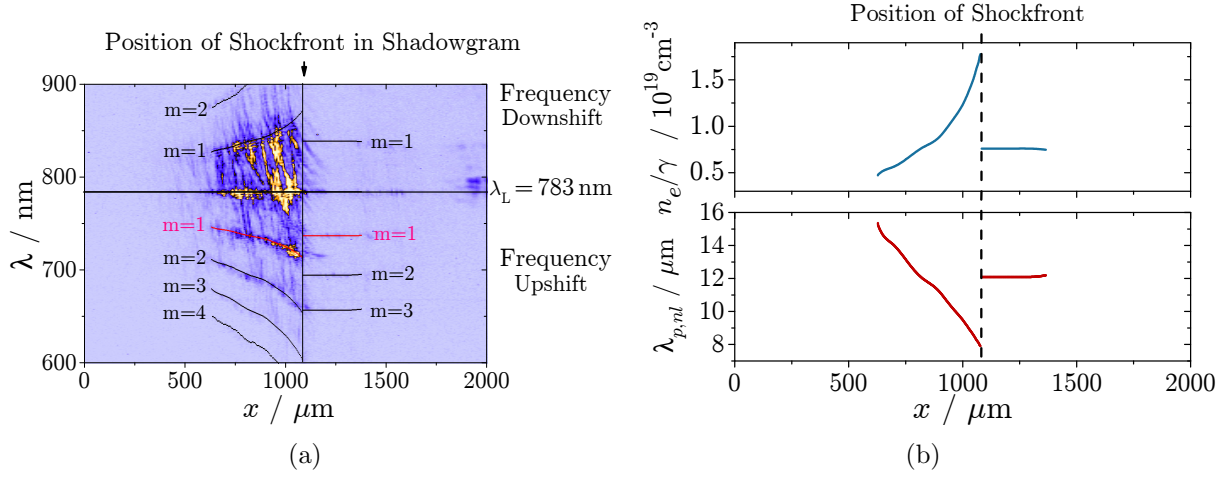 Position of Shockfront in Shadowgram
900
800
700
600
λ / nm
m=2
m=1
m=1
m=2
m=3
m=4
m=1
m=1
m=2
m=3
Frequency
Downshift
λL = 783 nm
Frequency
Upshift
0
500
1000
1500
2000
x / μm
(a)
Position of Shockfront
1.5
1.0
0.5
ne/γ / 10^19 cm^-3
16
14
12
10
8
λp,nl / μm
0
500
1000
1500
2000
x / μm
(b)